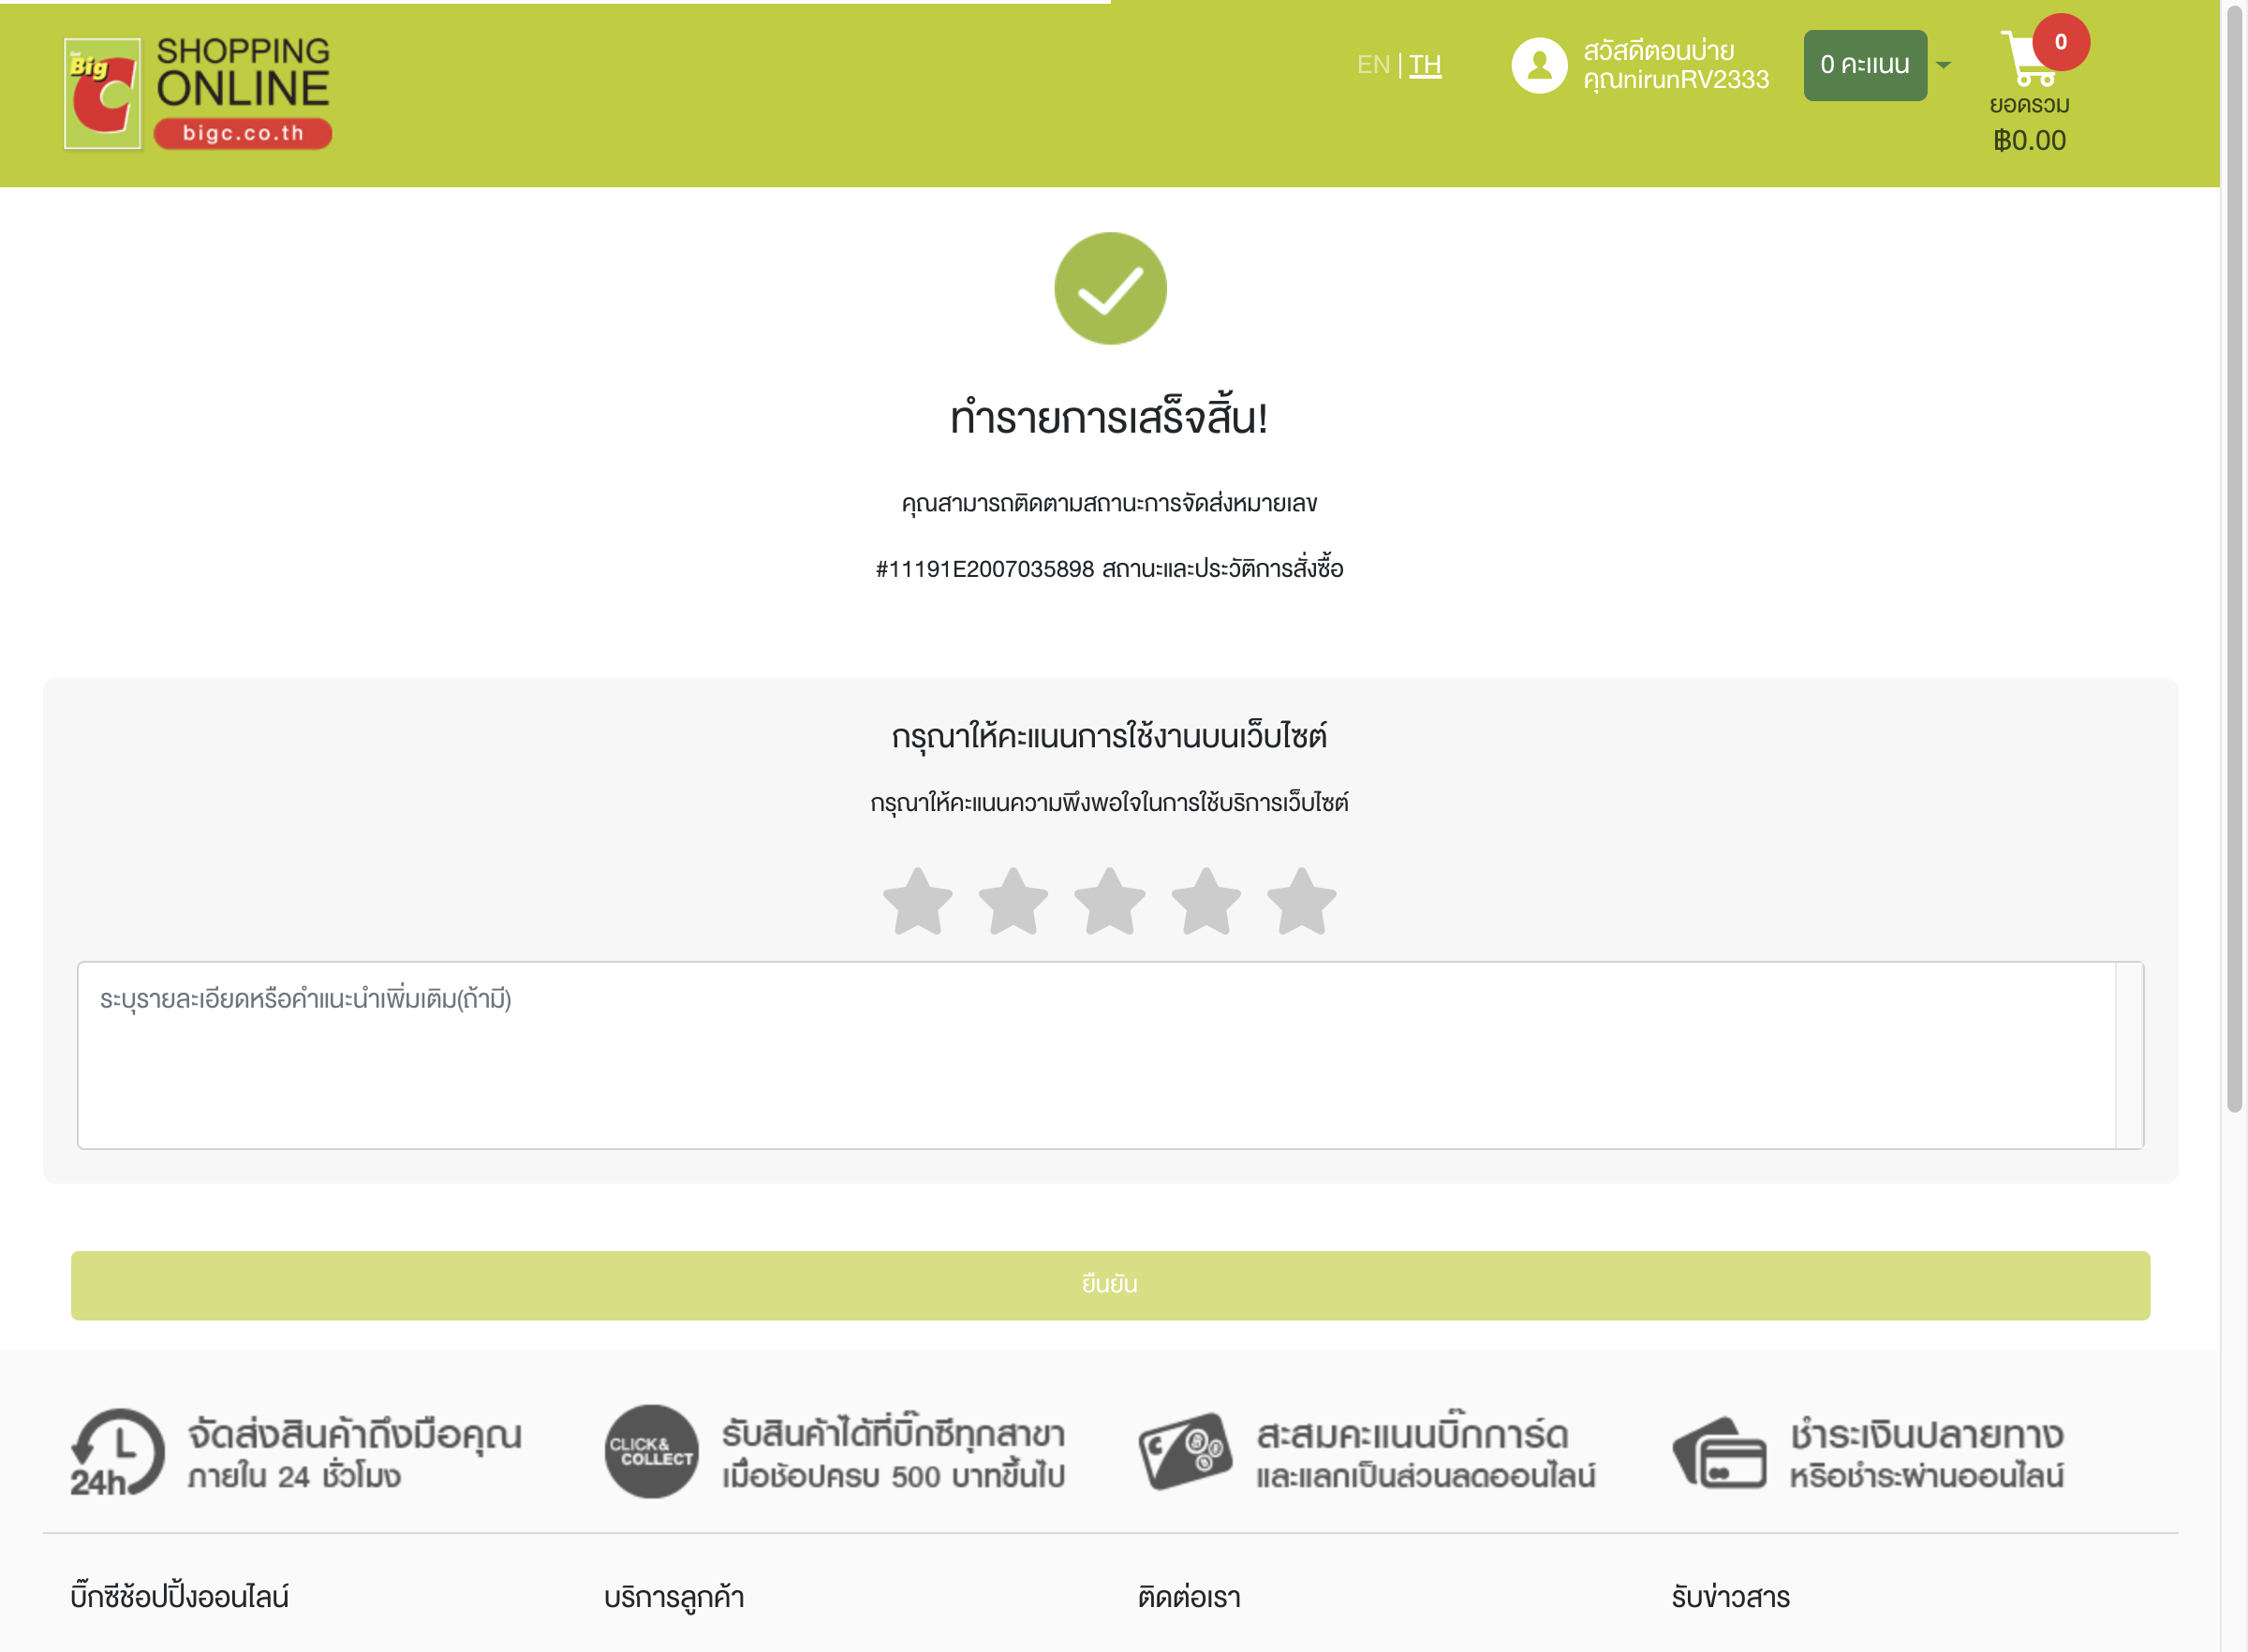 Big C
SHOPPING
ONLINE
bigc.co.th
EN | TH
สวัสดีตอนบ่าย
คุณnirunRV2333
0 คะแนน
0
ยอดรวม
฿0.00
ทำรายการเสร็จสิ้น!
คุณสามารถติดตามสถานะการจัดส่งหมายเลข
#11191E2007035898 สถานะและประวัติการสั่งซื้อ
กรุณาให้คะแนนการใช้งานบนเว็บไซต์
กรุณาให้คะแนนความพึงพอใจในการใช้บริการเว็บไซต์
ระบุรายละเอียดหรือคำแนะนำเพิ่มเติม(ถ้ามี)
ยืนยัน
24h
จัดส่งสินค้าถึงมือคุณ
ภายใน 24 ชั่วโมง
CLICK&
COLLECT
รับสินค้าได้ที่บิ๊กซีทุกสาขา
เมื่อช้อปครบ 500 บาทขึ้นไป
สะสมคะแนนบิ๊กการ์ด
และแลกเป็นส่วนลดออนไลน์
ชำระเงินปลายทาง
หรือชำระผ่านออนไลน์
บิ๊กซีช้อปปิ้งออนไลน์
บริการลูกค้า
ติดต่อเรา
รับข่าวสาร